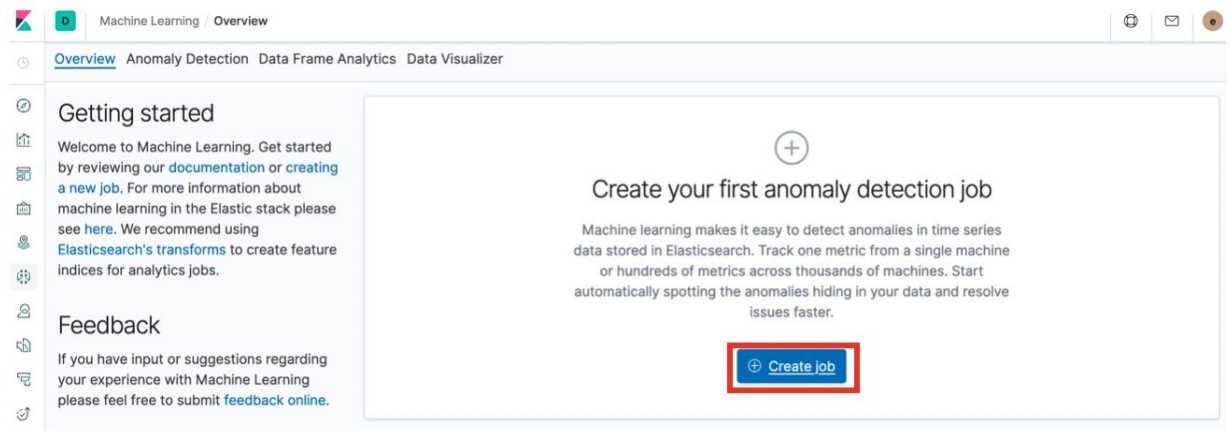 D
Machine Learning / Overview
e
Overview Anomaly Detection Data Frame Analytics Data Visualizer
Getting started
Welcome to Machine Learning. Get started
by reviewing our documentation or creating
a new job. For more information about
machine learning in the Elastic stack please
see here. We recommend using
Elasticsearch's transforms to create feature
indices for analytics jobs.
Feedback
If you have input or suggestions regarding
your experience with Machine Learning
please feel free to submit feedback online.
Create your first anomaly detection job
Machine learning makes it easy to detect anomalies in time series
data stored in Elasticsearch. Track one metric from a single machine
or hundreds of metrics across thousands of machines. Start
automatically spotting the anomalies hiding in your data and resolve
issues faster.
Create job